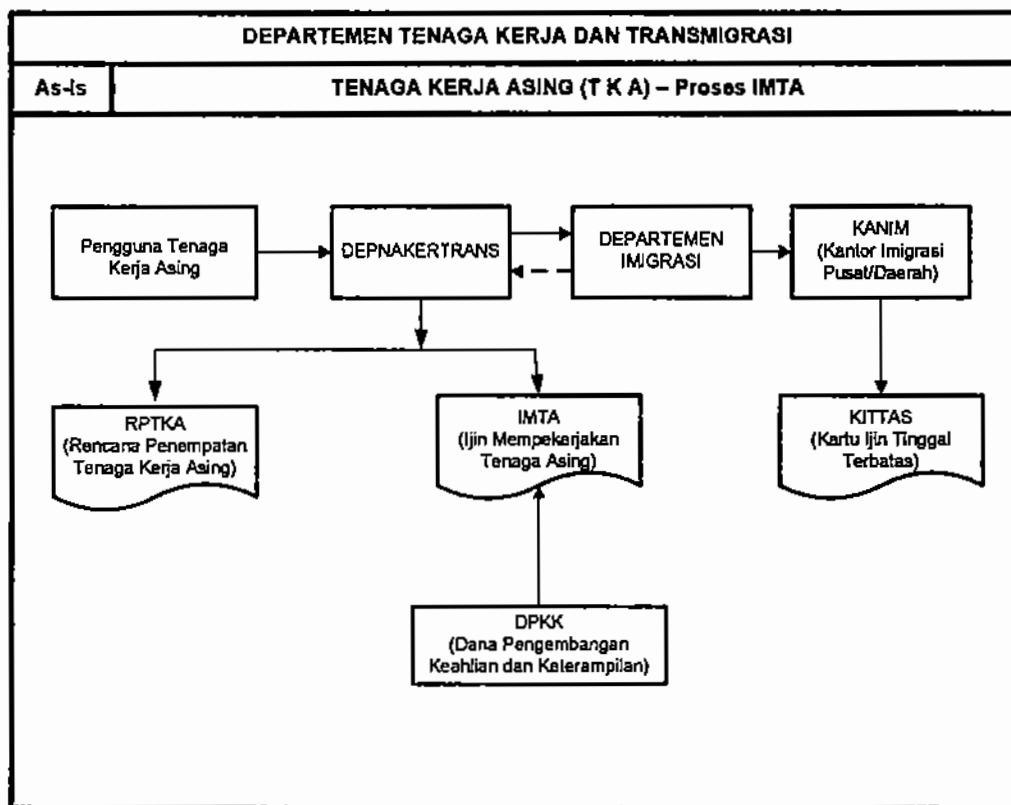 DEPARTEMEN TENAGA KERJA DAN TRANSMIGRASI
As-Is
TENAGA KERJA ASING (T K A) – Proses IMTA
Pengguna Tenaga
Kerja Asing
DEPNAKERTRANS
DEPARTEMEN
IMIGRASI
KANIM
(Kantor Imigrasi
Pusat/Daerah)
RPTKA
(Rencana Penempatan
Tenaga Kerja Asing)
IMTA
(Ijin Mempekerjakan
Tenaga Asing)
KITTAS
(Kartu Ijin Tinggal
Terbatas)
DPKK
(Dana Pengembangan
Keahlian dan Keterampilan)